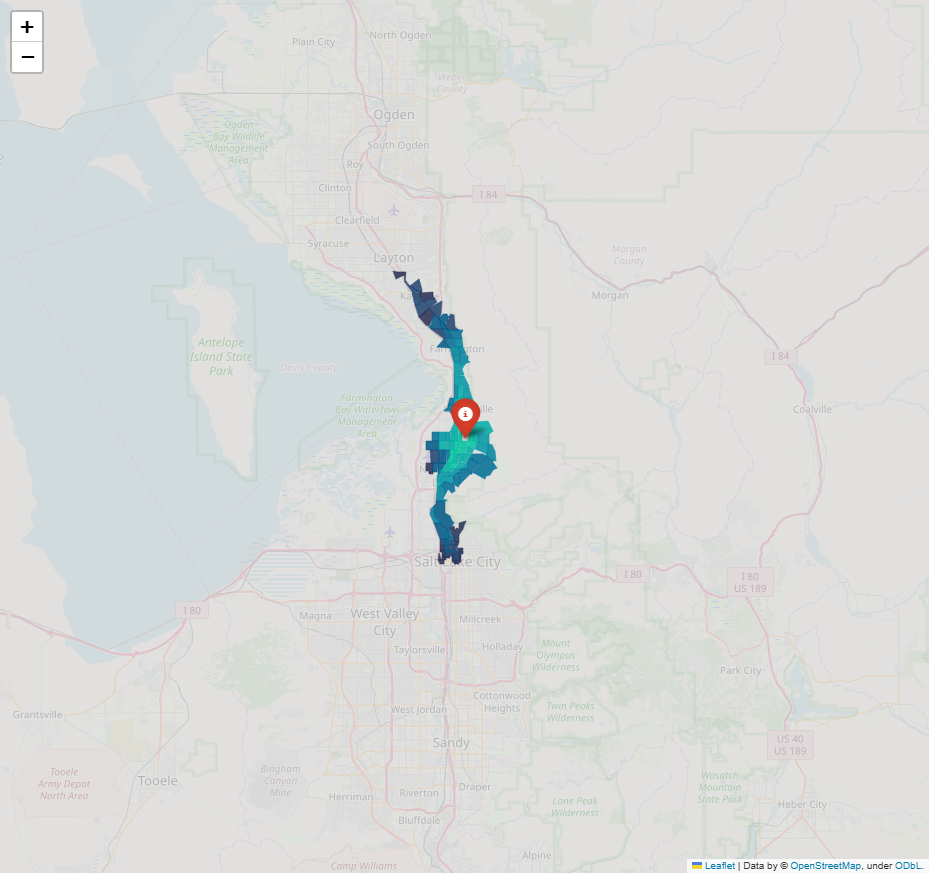 +
−
Plain City
North Ogden
Weber
County
Ogden
Ogden
Bay Wildlife
Management
Area
South Ogden
Roy
Clinton
I 84
Clearfield
Syracuse
Layton
Morgan
County
Morgan
Antelope
Island State
Park
Davis County
I 84
Farmington
Bay Waterfowl
Management
Area
Coalville
i
Salt Lake City
I 80
I 80
US 189
I 80
Magna
West Valley
City
Millcreek
Taylorsville
Holladay
Mount
Olympus
Wilderness
Park City
Cottonwood
Heights
Twin Peaks
Wilderness
West Jordan
Grantsville
Sandy
US 40
US 189
Tooele
Army Depot
North Area
Tooele
Bingham
Canyon
Mine
Herriman
Riverton
Draper
Wasatch
Mountain
State Park
Lone Peak
Wilderness
Heber City
Bluffdale
Alpine
Camp Williams
Leaflet | Data by © OpenStreetMap, under ODbL.